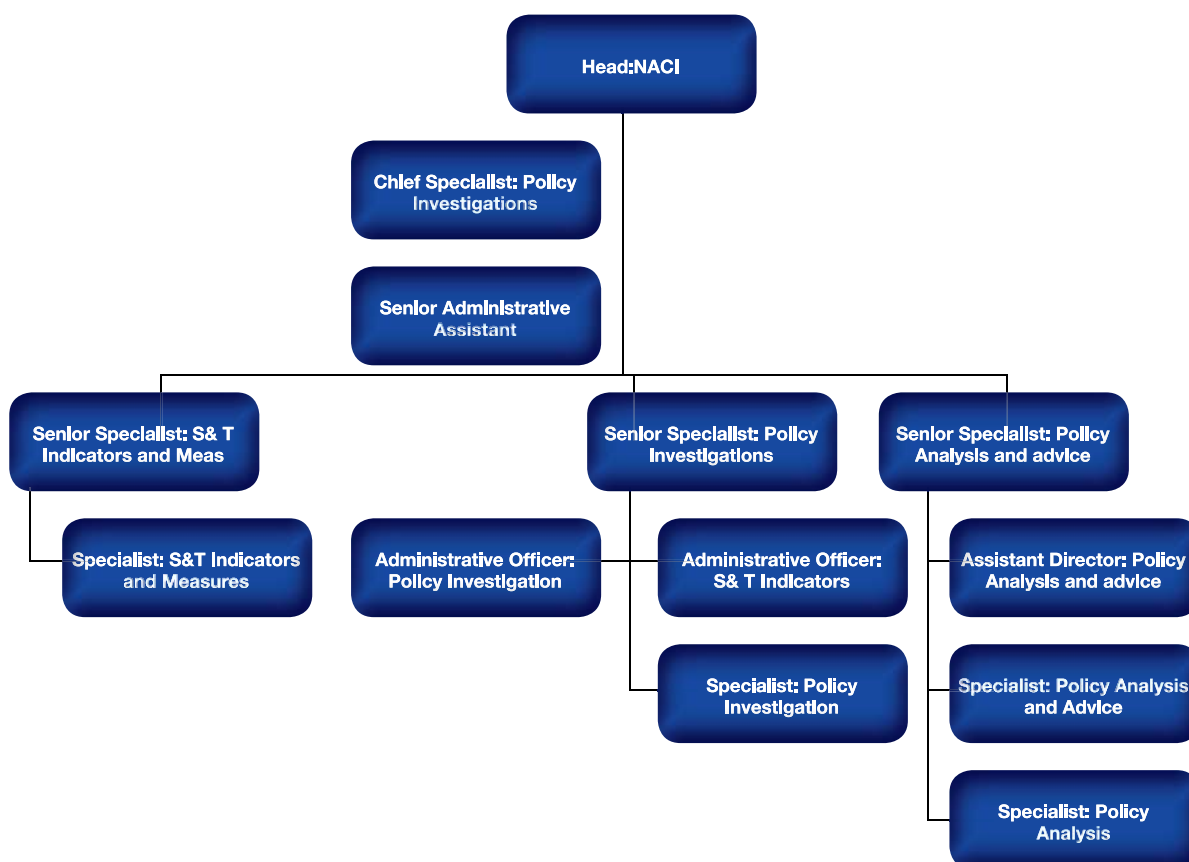 Head:NACI
Chief Specialist: Policy
Investigations
Senior Administrative
Assistant
Senior Specialist: S& T
Indicators and Meas
Senior Specialist: Policy
Investigations
Senior Specialist: Policy
Analysis and advice
Specialist: S&T Indicators
and Measures
Administrative Officer:
Policy Investigation
Administrative Officer:
S& T Indicators
Assistant Director: Policy
Analysis and advice
Specialist: Policy
Investigation
Specialist: Policy Analysis
and Advice
Specialist: Policy
Analysis